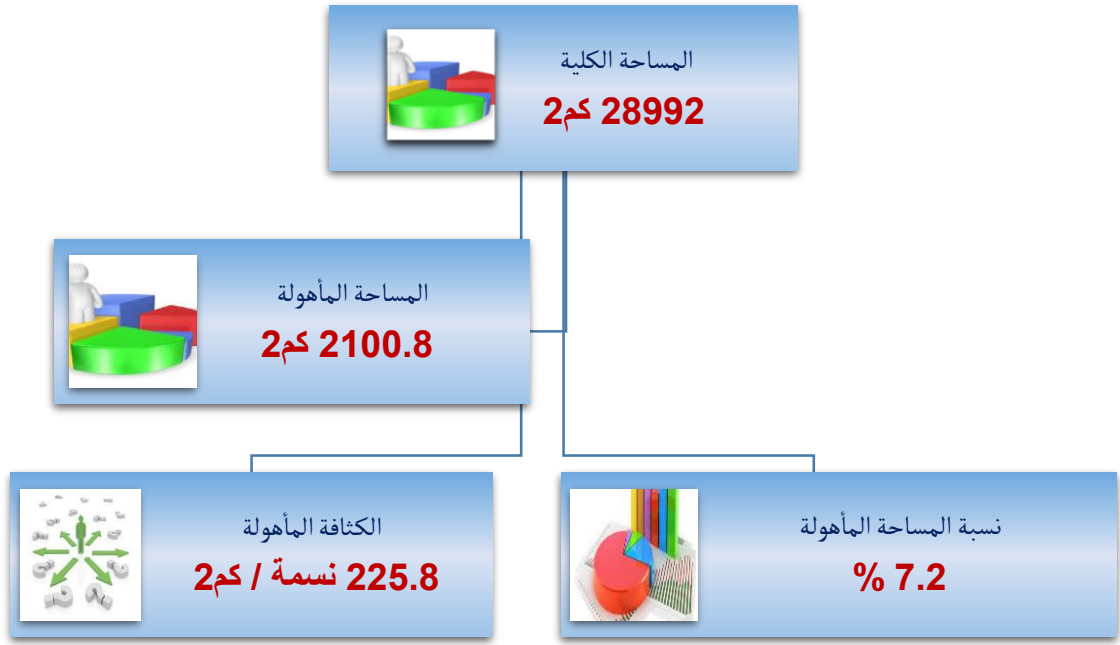 المساحة الكلية
28992 كم2
المساحة المأهولة
2100.8 كم2
نسبة المساحة المأهولة
7.2 %
الكثافة المأهولة
225.8 نسمة / كم2